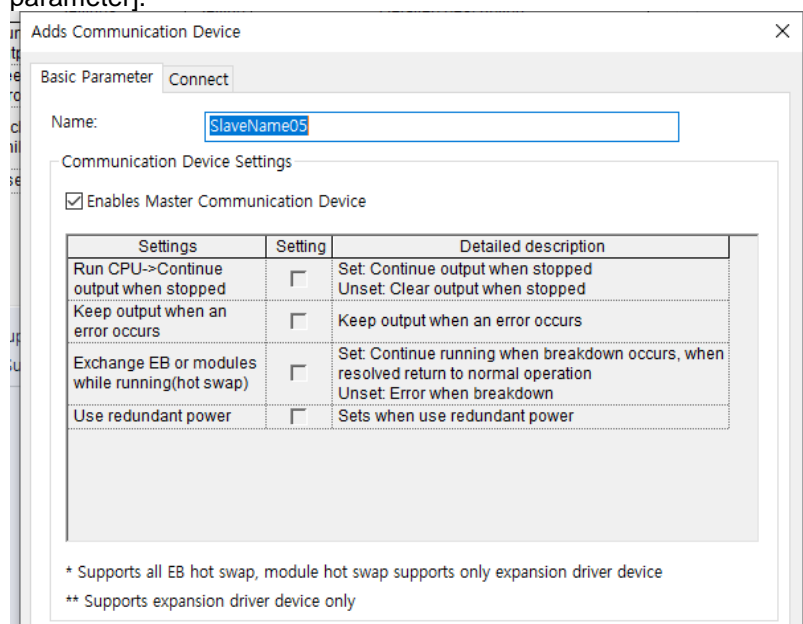 parameter].
Adds Communication Device
Basic Parameter Connect
Name: SlaveName05
Communication Device Settings
Enables Master Communication Device
Settings Setting Detailed description
Run CPU->Continue output when stopped
Set: Continue output when stopped
Unset: Clear output when stopped
Keep output when an error occurs
Keep output when an error occurs
Exchange EB or modules while running(hot swap)
Set: Continue running when breakdown occurs, when
resolved return to normal operation
Unset: Error when breakdown
Use redundant power
Sets when use redundant power
* Supports all EB hot swap, module hot swap supports only expansion driver device
** Supports expansion driver device only